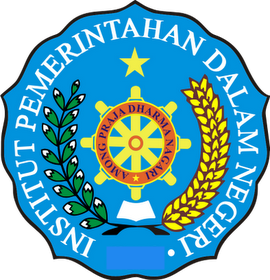 INSTITUT PEMERINTAHAN DALAM NEGERI
AMONG PRAJA DHARMA NAGARI